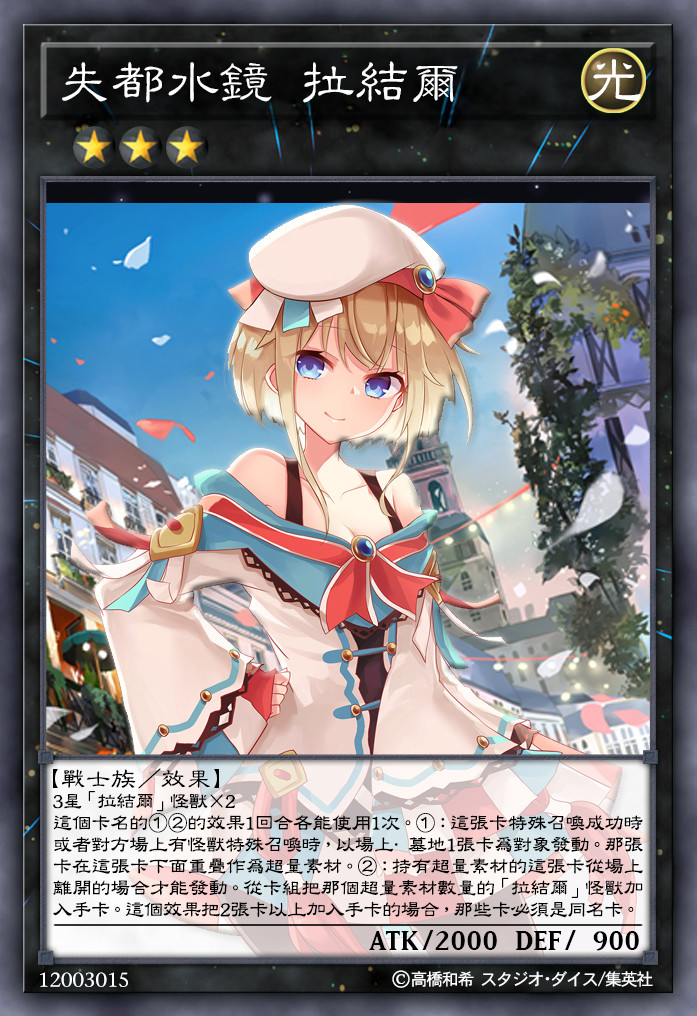 失都水鏡 拉結爾
光
【戰士族／效果】
3星「拉結爾」怪獸×2
這個卡名的①②的效果1回合各能使用1次。①：這張卡特殊召喚成功時
或者對方場上有怪獸特殊召喚時，以場上·墓地1張卡為對象發動。那張
卡在這張卡下面重疊作為超量素材。②：持有超量素材的這張卡從場上
離開的場合才能發動。從卡組把那個超量素材數量的「拉結爾」怪獸加
入手卡。這個效果把2張卡以上加入手卡的場合，那些卡必須是同名卡。
ATK/2000 DEF/ 900
12003015 ©高橋和希 スタジオ・ダイス/集英社